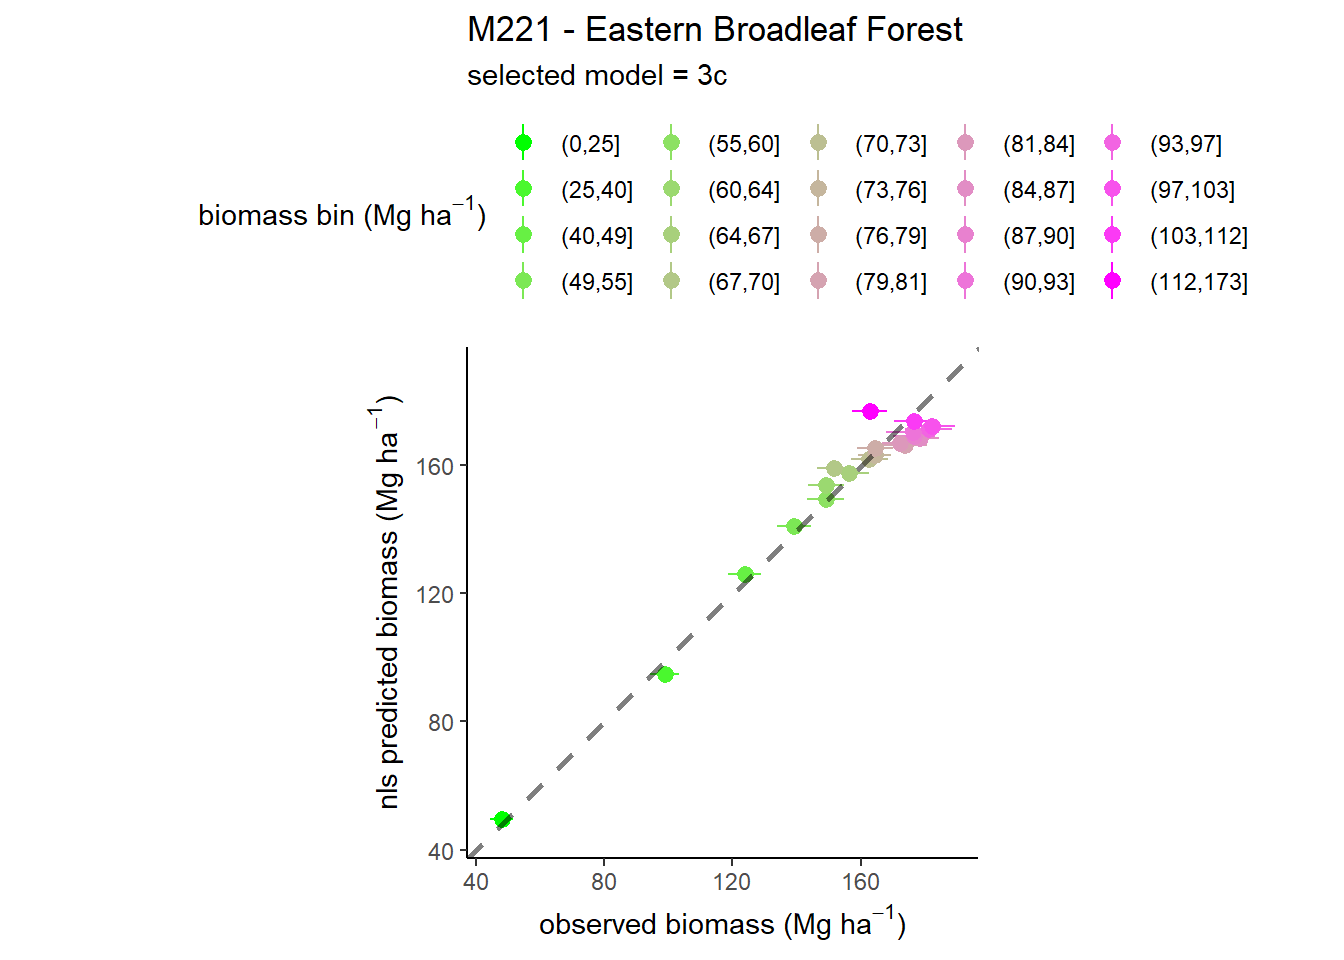 M221 - Eastern Broadleaf Forest
selected model = 3c
biomass bin (Mg ha⁻¹)
(0,25] (55,60] (70,73] (81,84] (93,97]
(25,40] (60,64] (73,76] (84,87] (97,103]
(40,49] (64,67] (76,79] (87,90] (103,112]
(49,55] (67,70] (79,81] (90,93] (112,173]
nls predicted biomass (Mg ha⁻¹)
160
120
80
40
40 80 120 160
observed biomass (Mg ha⁻¹)